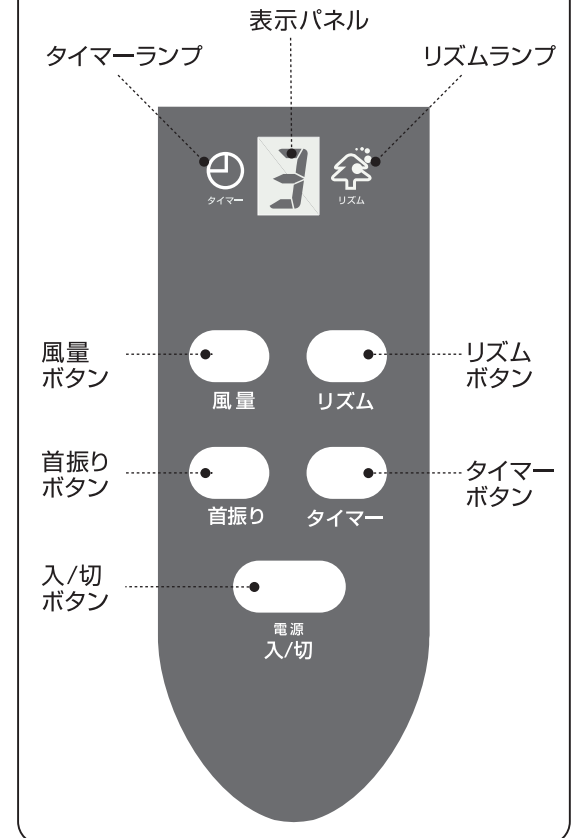 表示パネル
タイマーランプ
リズムランプ
3
タイマー
リズム
風量
ボタン
リズム
ボタン
風量
リズム
首振り
ボタン
タイマー
ボタン
首振り
タイマー
入/切
ボタン
電源
入/切